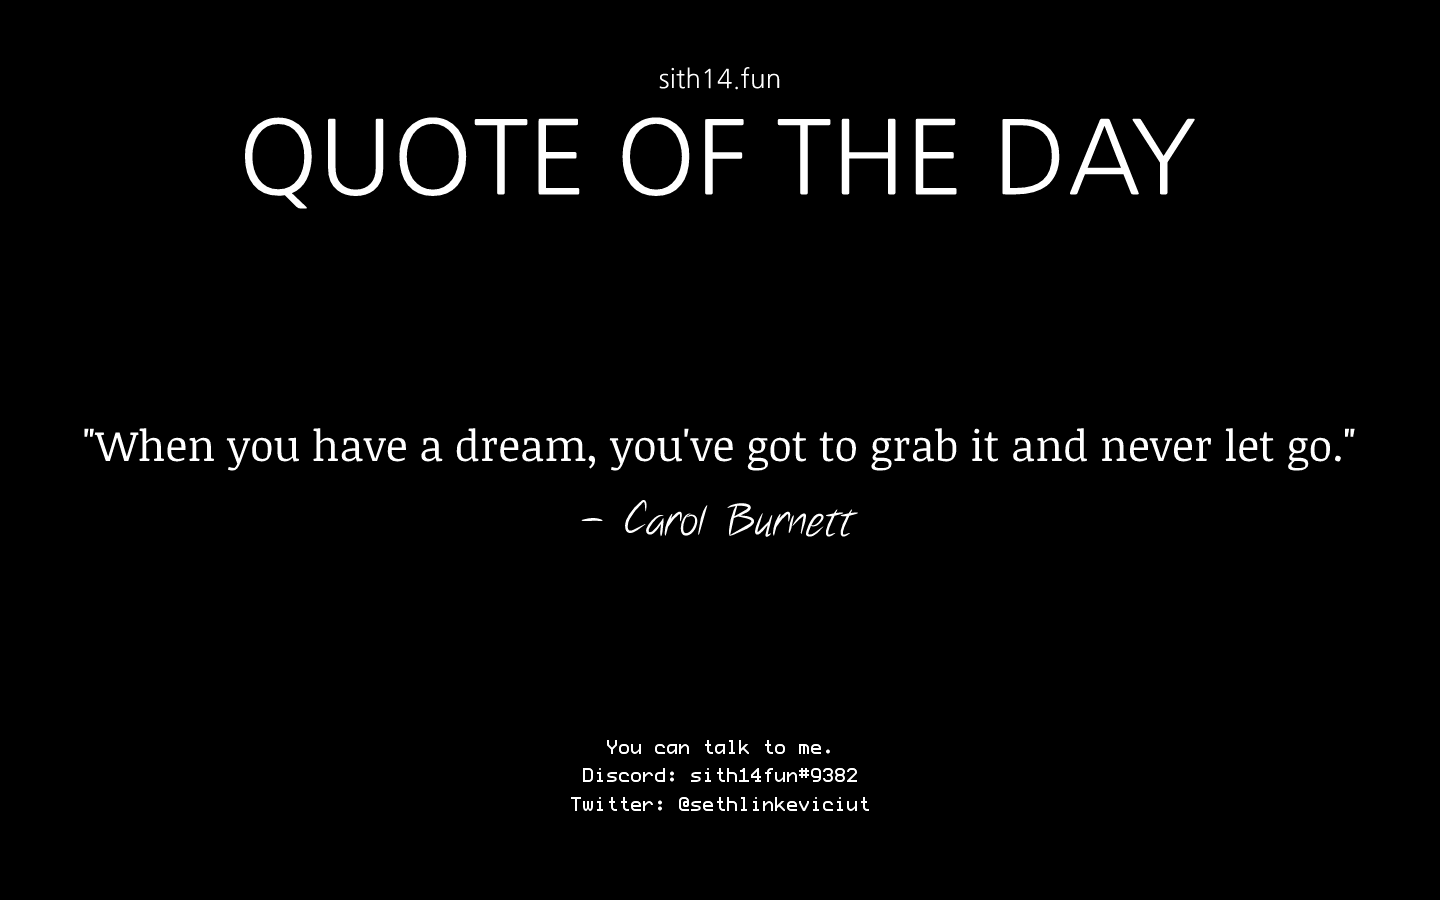 sith14.fun
QUOTE OF THE DAY
"When you have a dream, you've got to grab it and never let go."
- Carol Burnett
You can talk to me.
Discord: sith14fun#9382
Twitter: @sethlinkeviciut